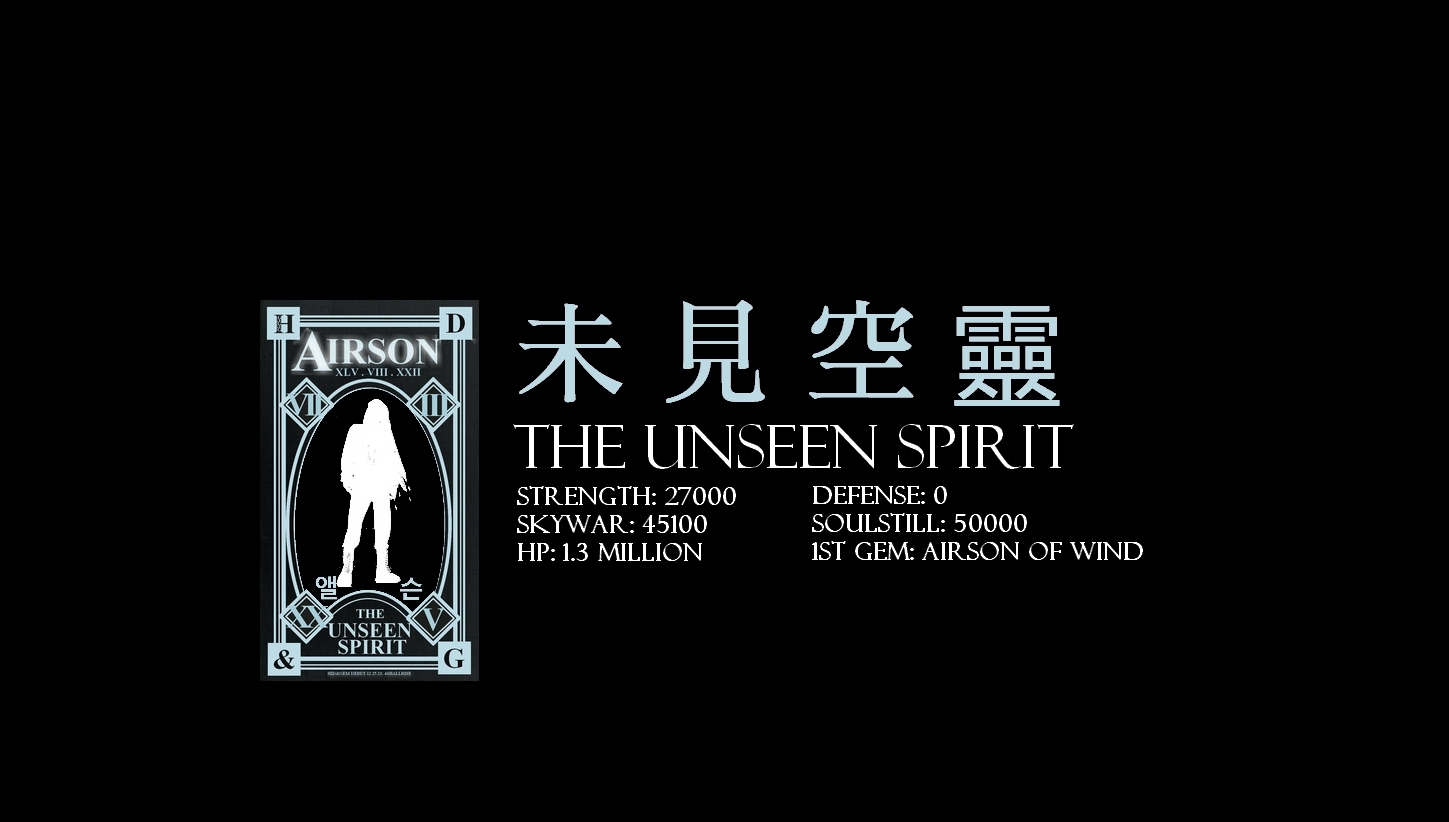 H D
AIRSON
XLV . VIII . XXII
VII III
앨 슨
XX V
THE
UNSEEN
SPIRIT
& G
未見空靈
THE UNSEEN SPIRIT
STRENGTH: 27000 DEFENSE: 0
SKYWAR: 45100 SOULSTILL: 50000
HP: 1.3 MILLION 1ST GEM: AIRSON OF WIND